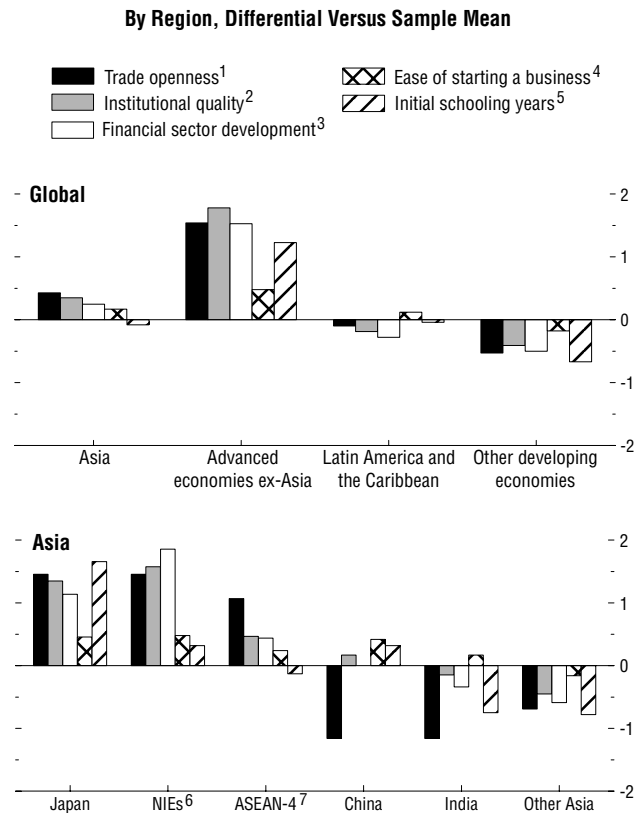 By Region, Differential Versus Sample Mean
Trade openness1
Institutional quality2
Financial sector development3
Ease of starting a business4
Initial schooling years5
Global
2
1
0
-1
-2
Asia
Advanced
economies ex-Asia
Latin America and
the Caribbean
Other developing
economies
Asia
2
1
0
-1
-2
Japan
NIEs6
ASEAN-47
China
India
Other Asia